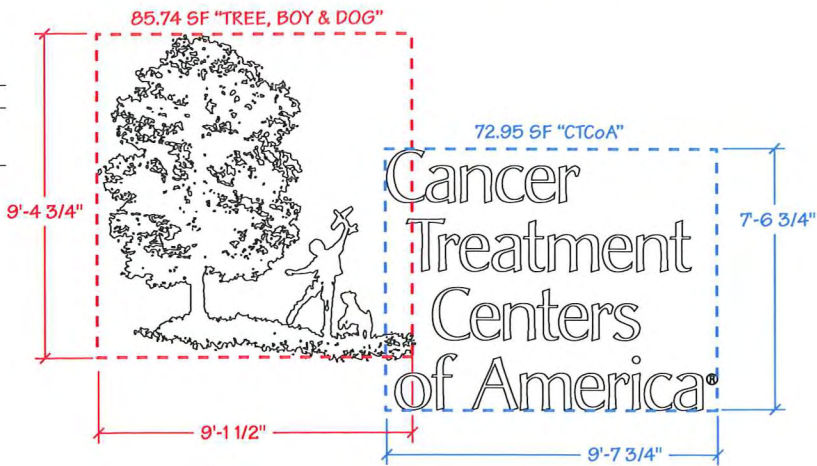 85.74 SF "TREE, BOY & DOG"
72.95 SF "CTCoA"
9'-4 3/4"
7'-6 3/4"
Cancer
Treatment
Centers
of America®
9'-1 1/2"
9'-7 3/4"